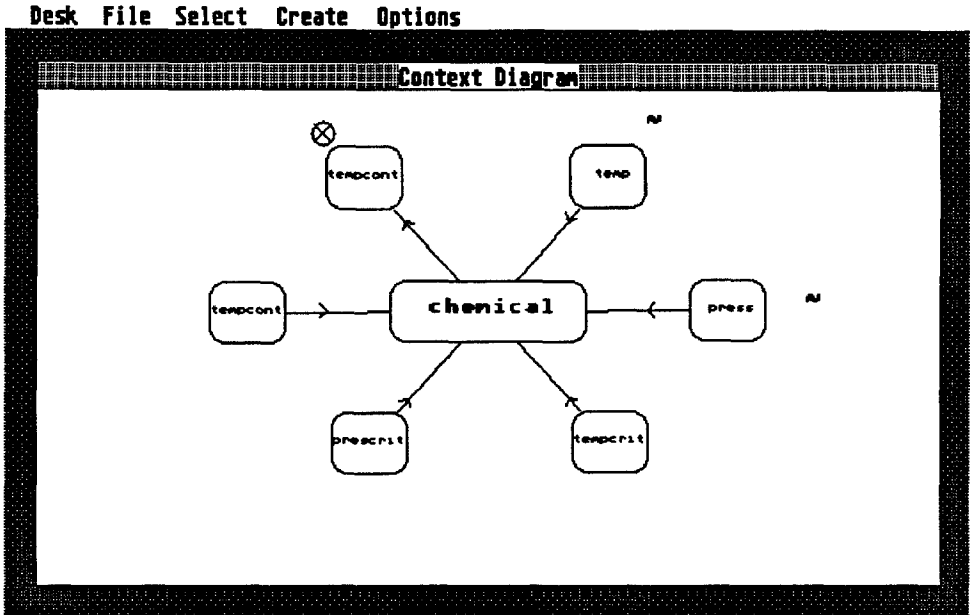 Desk File Select Create Options
Context Diagram
tempcont
temp
tempcont
chemical
press
prescrit
tempcrit